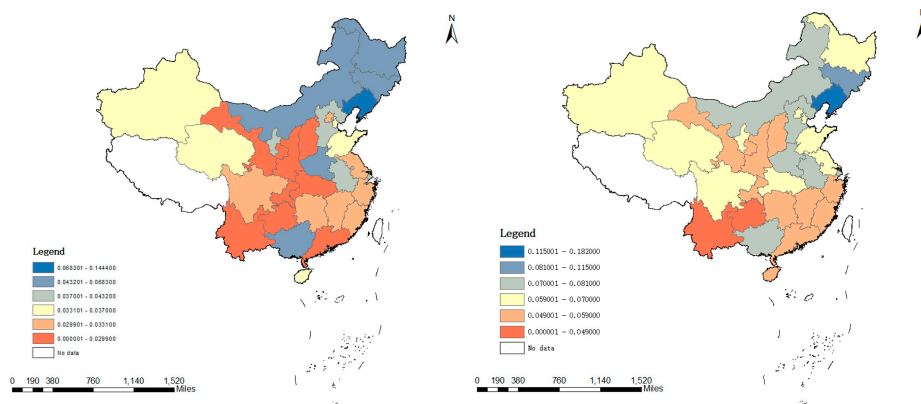 N
Legend
0.068301 - 0.144400
0.043201 - 0.068300
0.037001 - 0.043200
0.033101 - 0.037000
0.029901 - 0.033100
0.000001 - 0.029900
No data
0 190 380 760 1,140 1,520
Miles
Legend
0.115001 - 0.182000
0.081001 - 0.115000
0.070001 - 0.081000
0.059001 - 0.070000
0.049001 - 0.059000
0.000001 - 0.049000
No data
0 190 380 760 1,140 1,520
Miles